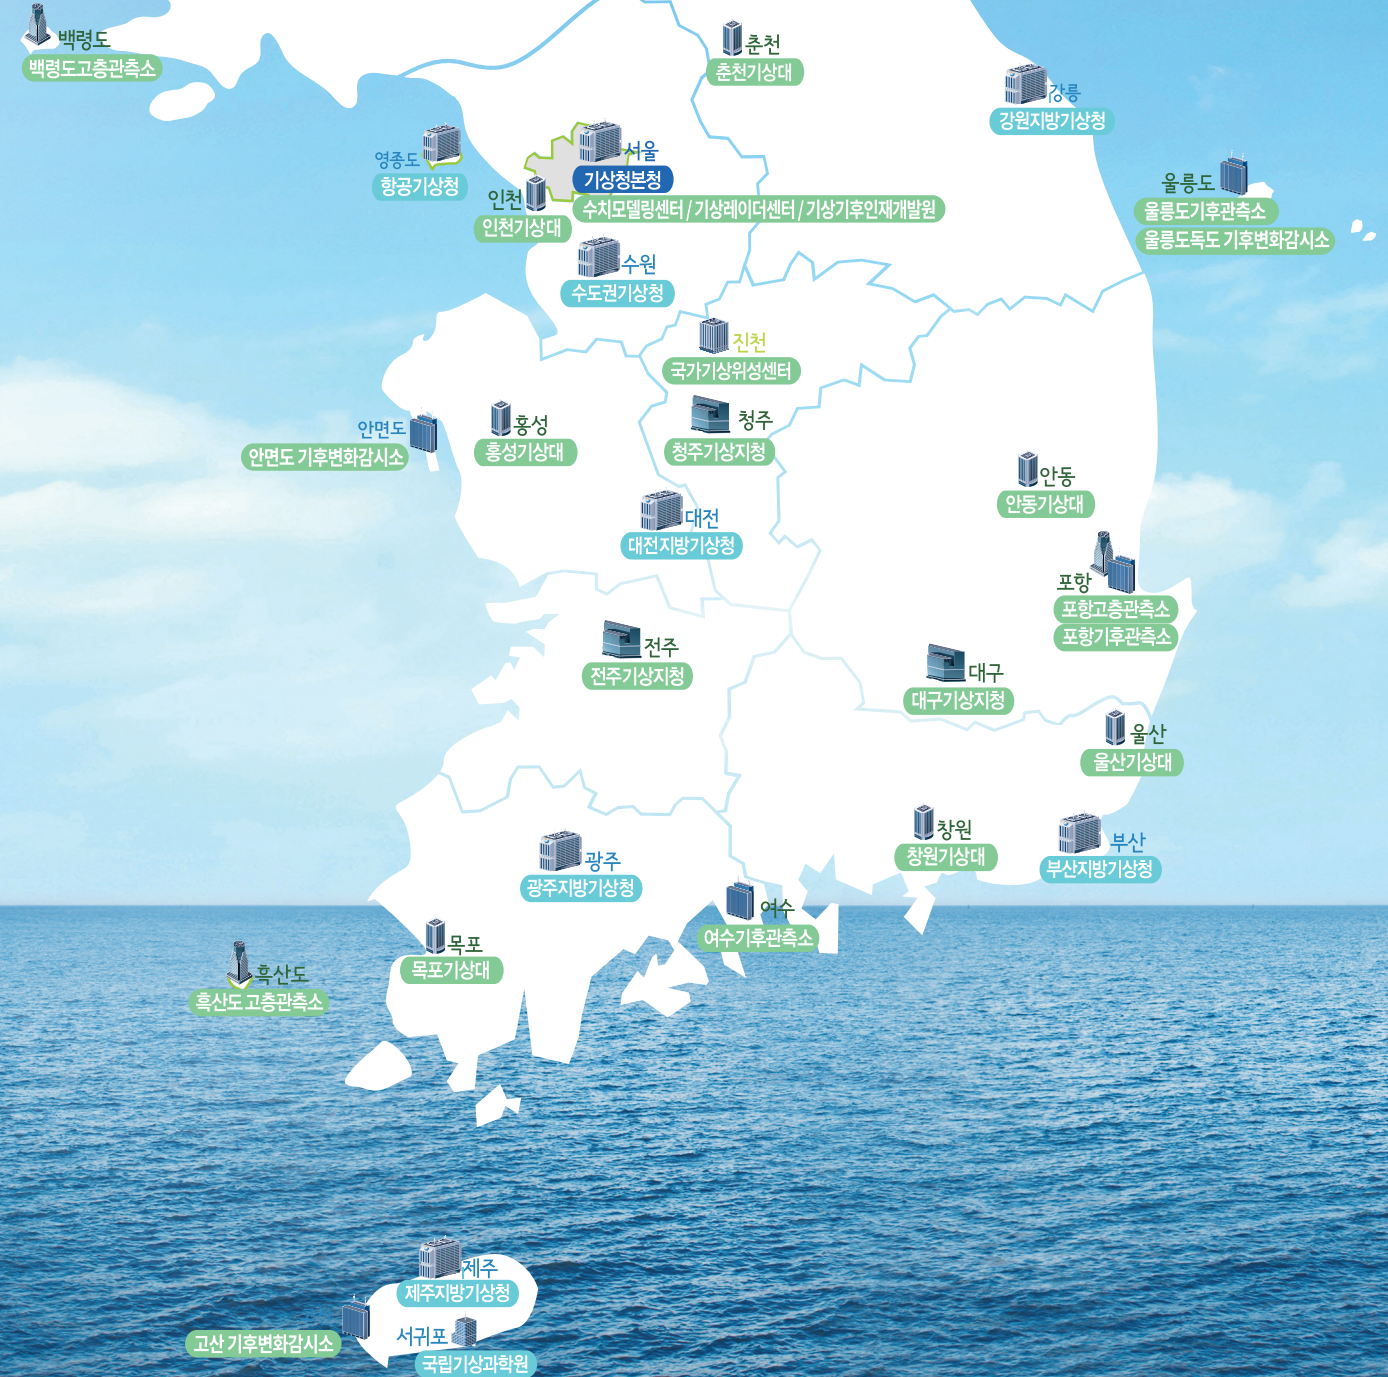 백령도
백령도고층관측소
춘천
춘천기상대
강릉
강원지방기상청
영종도
항공기상청
서울
기상청본청
수치모델링센터 / 기상레이더센터 / 기상기후인재개발원
인천
인천기상대
울릉도
울릉도기후관측소
울릉도독도 기후변화감시소
수원
수도권기상청
진천
국가기상위성센터
청주
청주기상지청
안면도
안면도 기후변화감시소
홍성
홍성기상대
안동
안동기상대
대전
대전지방기상청
포항
포항고층관측소
포항기후관측소
전주
전주기상지청
대구
대구기상지청
울산
울산기상대
창원
창원기상대
부산
부산지방기상청
광주
광주지방기상청
여수
여수기후관측소
목포
목포기상대
흑산도
흑산도 고층관측소
제주
제주지방기상청
고산 기후변화감시소
서귀포
국립기상과학원